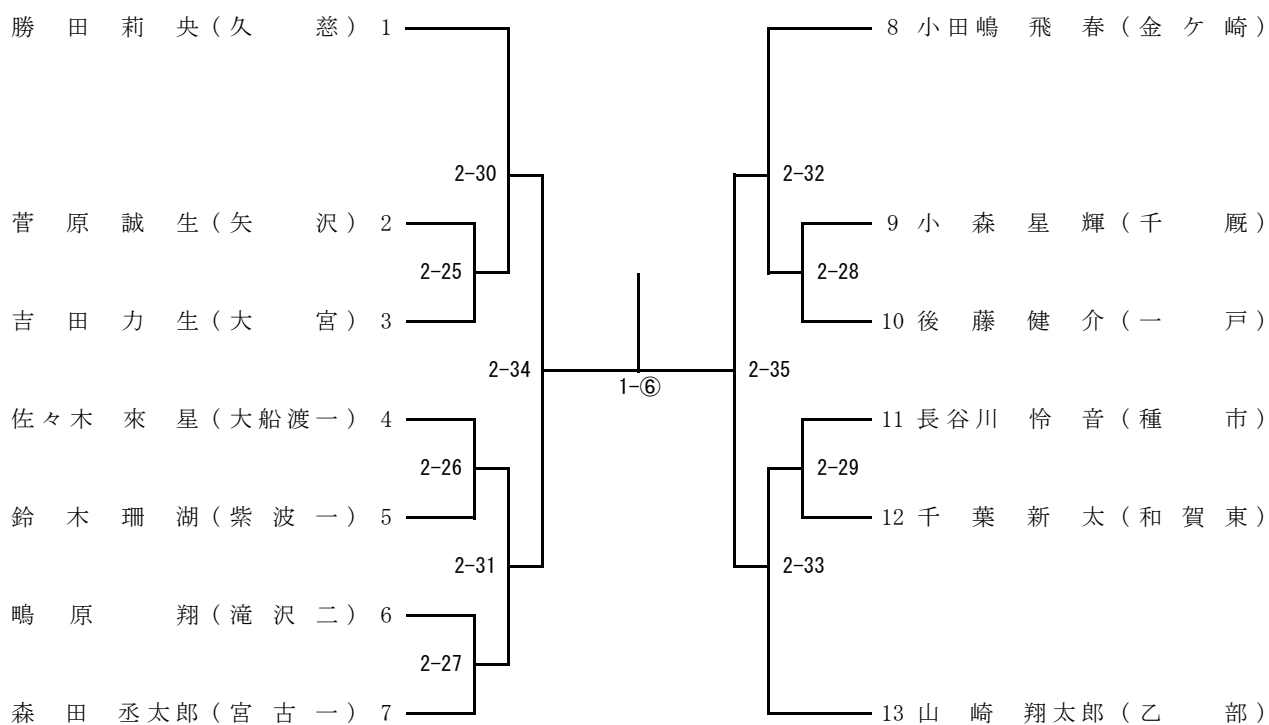 勝田莉央(久慈) 1
2-30
菅原誠生(矢沢) 2
2-25
吉田力生(大宮) 3
2-34
佐々木來星(大船渡一) 4
2-26
鈴木珊湖(紫波一) 5
2-31
鴫原翔(滝沢二) 6
2-27
森田丞太郎(宮古一) 7
1-⑥
8 小田嶋飛春(金ケ崎)
2-32
9 小森星輝(千厩)
2-28
10 後藤健介(一戸)
2-35
11 長谷川怜音(種市)
2-29
12 千葉新太(和賀東)
2-33
13 山崎翔太郎(乙部)